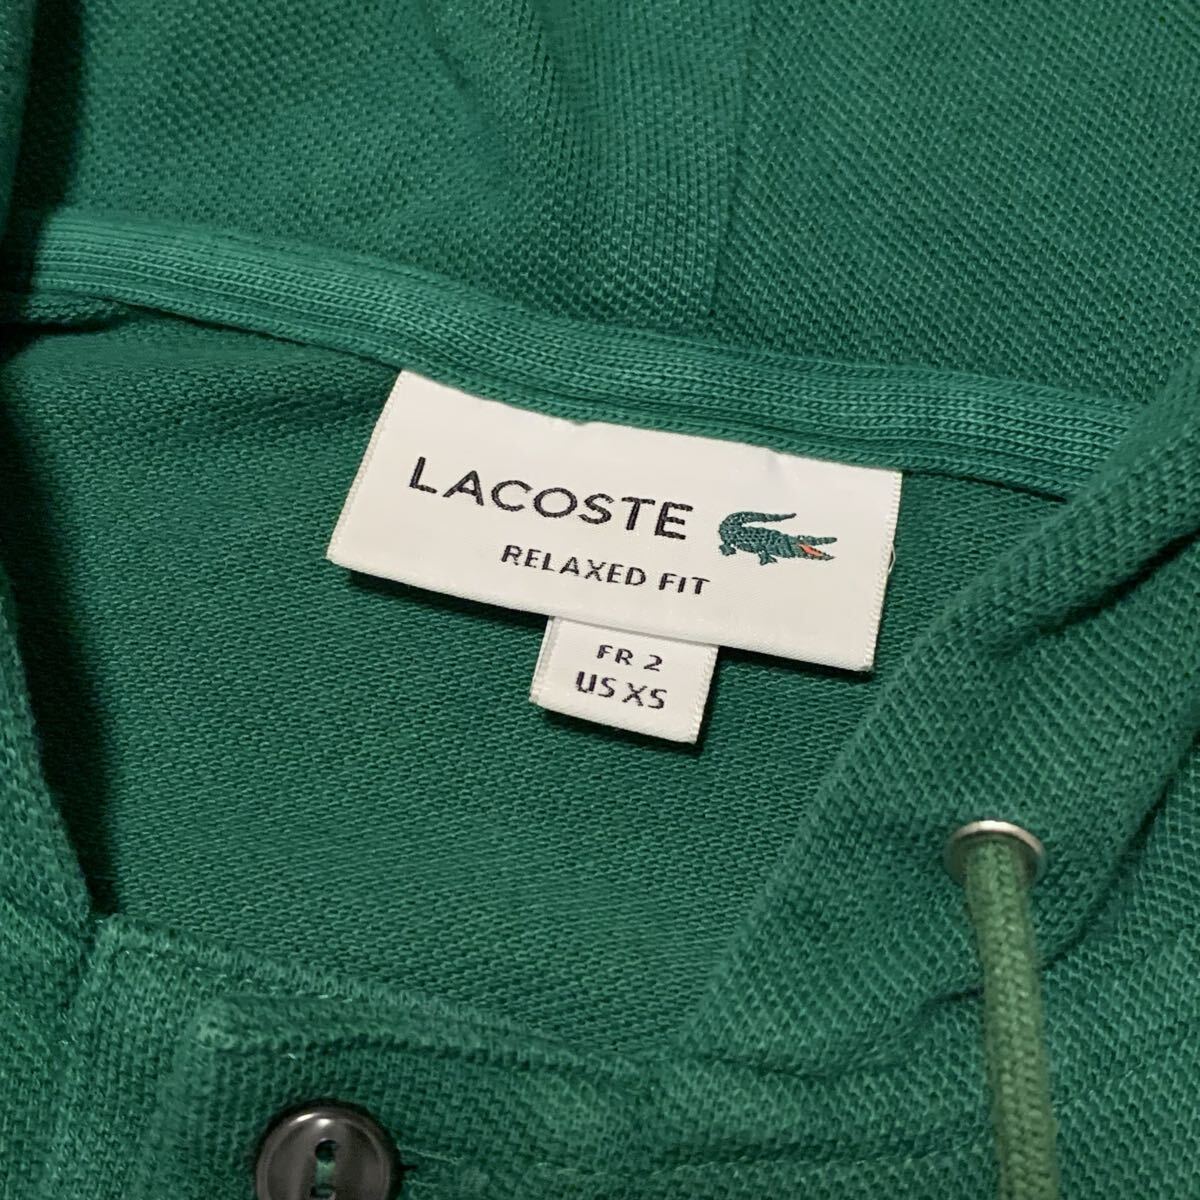 LACOSTE
RELAXED FIT
FR 2
US XS